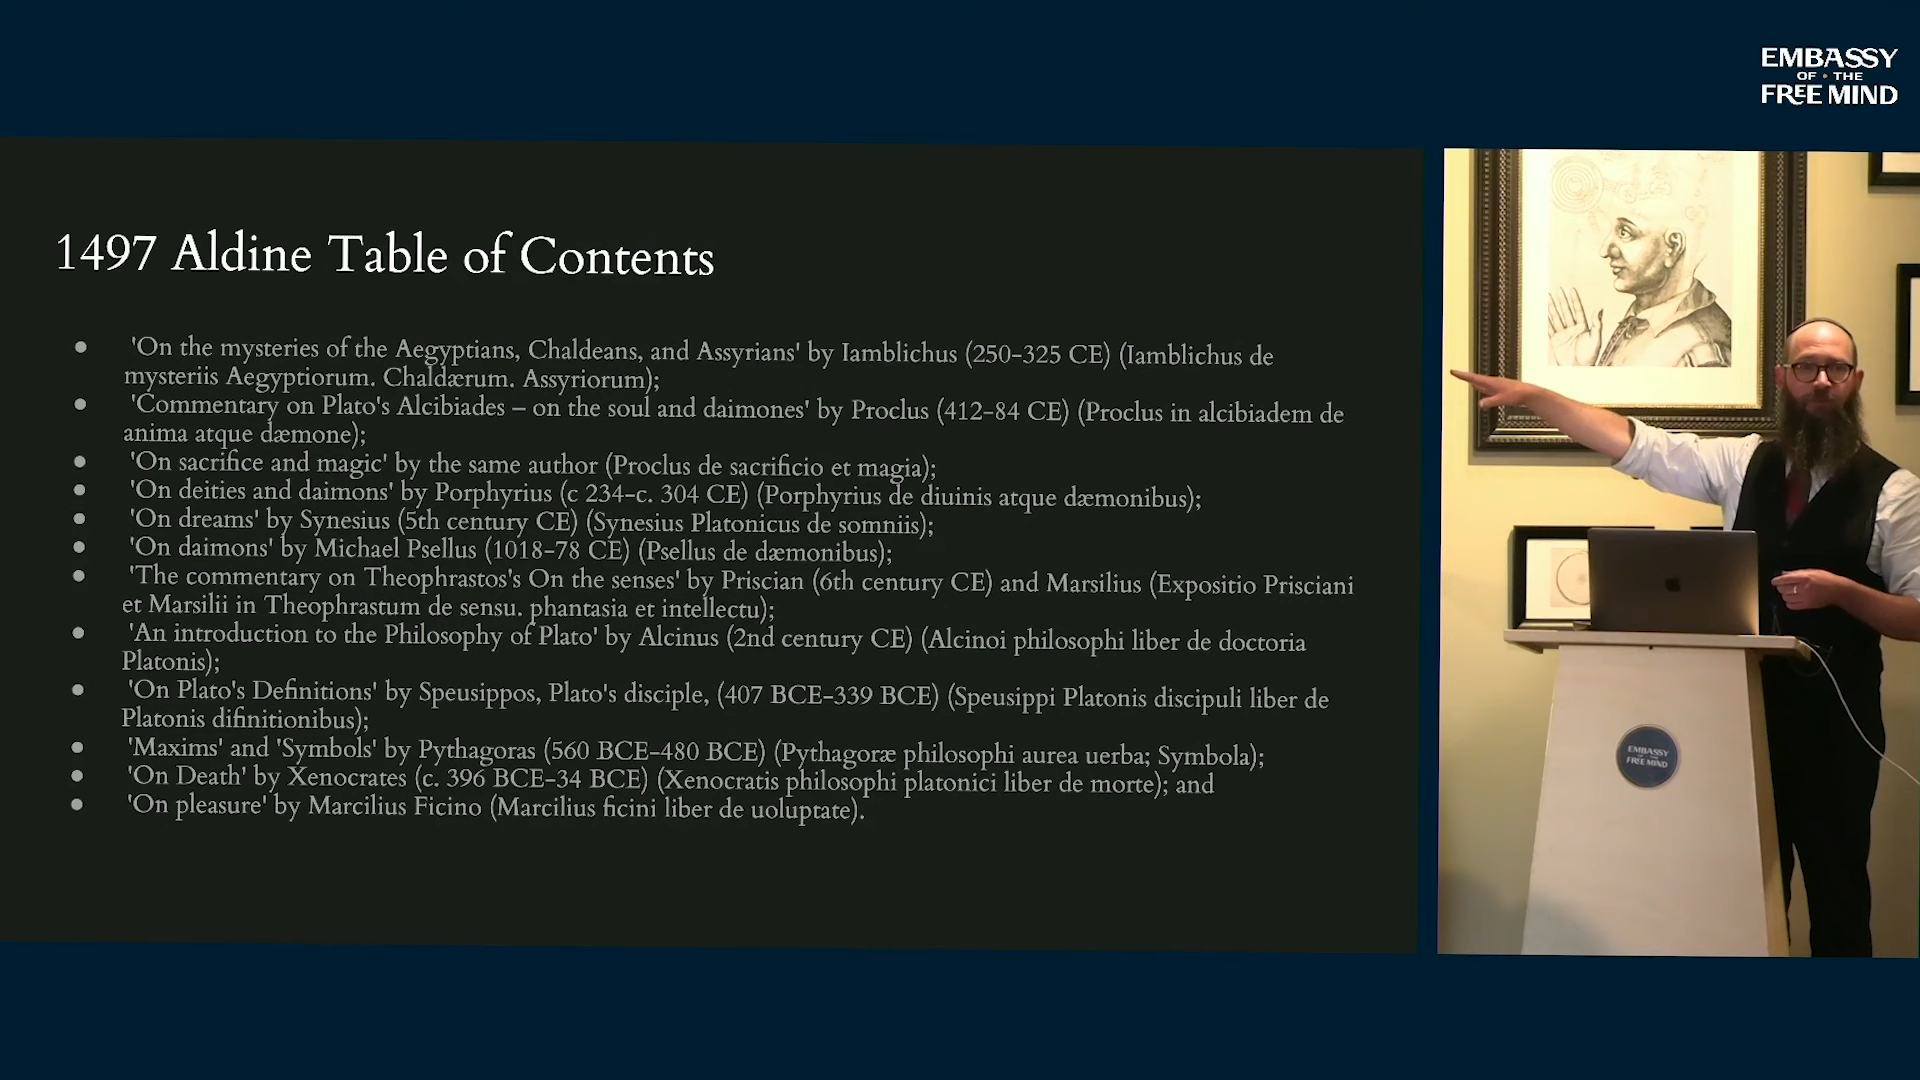 EMBASSY
OF • THE
FREE MIND
1497 Aldine Table of Contents
● 'On the mysteries of the Aegyptians, Chaldeans, and Assyrians' by Iamblichus (250-325 CE) (Iamblichus de
mysteriis Aegyptiorum. Chaldærum. Assyriorum);
● 'Commentary on Plato's Alcibiades – on the soul and daimones' by Proclus (412-84 CE) (Proclus in alcibiadem de
anima atque dæmone);
● 'On sacrifice and magic' by the same author (Proclus de sacrificio et magia);
● 'On deities and daimons' by Porphyrius (c 234-c. 304 CE) (Porphyrius de diuinis atque dæmonibus);
● 'On dreams' by Synesius (5th century CE) (Synesius Platonicus de somniis);
● 'On daimons' by Michael Psellus (1018-78 CE) (Psellus de dæmonibus);
● 'The commentary on Theophrastos's On the senses' by Priscian (6th century CE) and Marsilius (Expositio Prisciani
et Marsilii in Theophrastum de sensu. phantasia et intellectu);
● 'An introduction to the Philosophy of Plato' by Alcinus (2nd century CE) (Alcinoi philosophi liber de doctoria
Platonis);
● 'On Plato's Definitions' by Speusippos, Plato's disciple, (407 BCE-339 BCE) (Speusippi Platonis discipuli liber de
Platonis difinitionibus);
● 'Maxims' and 'Symbols' by Pythagoras (560 BCE-480 BCE) (Pythagoræ philosophi aurea uerba; Symbola);
● 'On Death' by Xenocrates (c. 396 BCE-34 BCE) (Xenocratis philosophi platonici liber de morte); and
● 'On pleasure' by Marcilius Ficino (Marcilius ficini liber de uoluptate).
EMBASSY
OF THE
FREE MIND